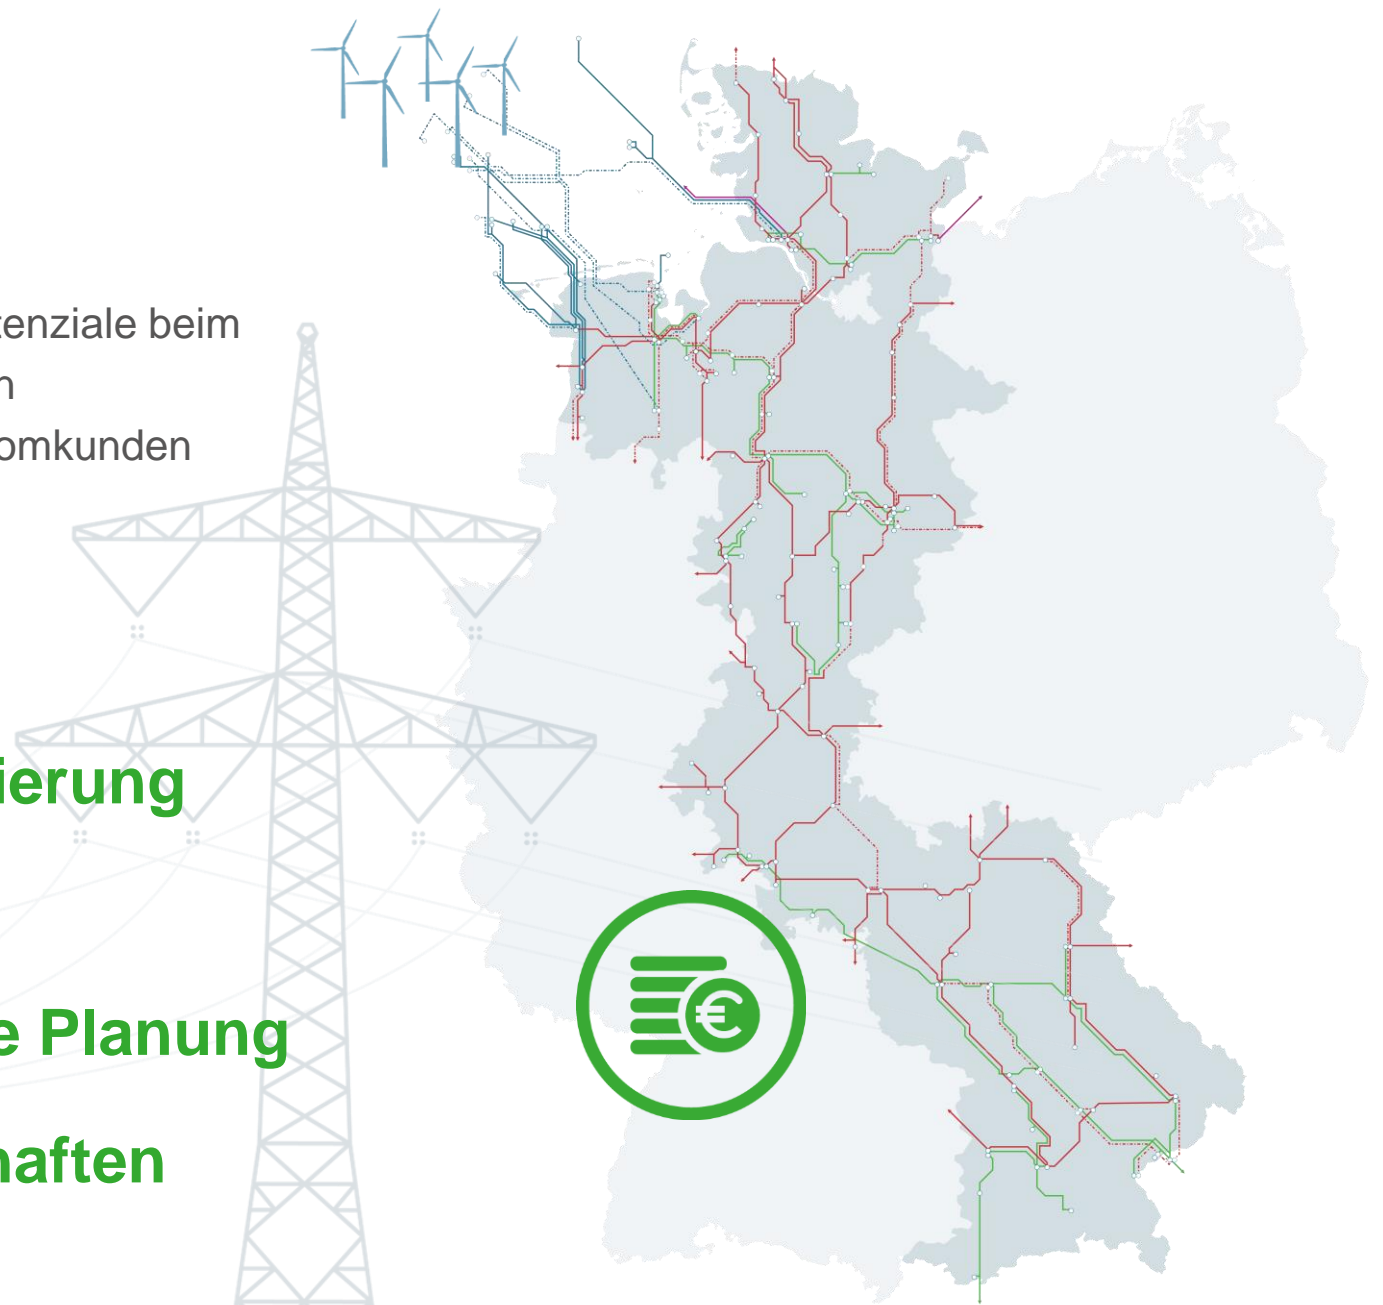 tenziale beim
n
omkunden
ierung
e Planung
haften
€